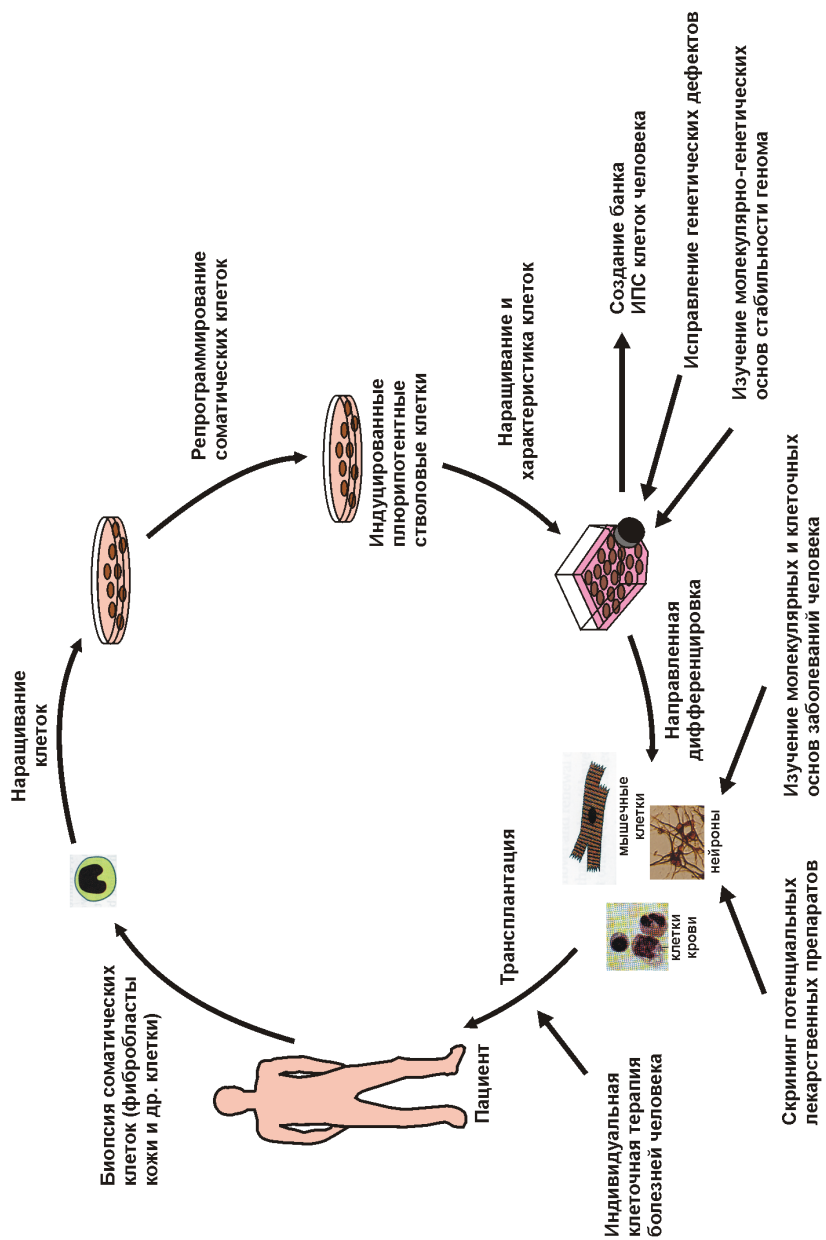 Биопсия соматических
клеток (фибробласты
кожи и др. клетки)
Наращивание
клеток
Репрограммирование
соматических клеток
Индуцированные
плюрипотентные
стволовые клетки
Наращивание и
характеристика клеток
Создание банка
ИПС клеток человека
Исправление генетических дефектов
Изучение молекулярно-генетических
основ стабильности генома
Направленная
дифференцировка
мышечные
клетки
нейроны
клетки
крови
Трансплантация
Пациент
Индивидуальная
клеточная терапия
болезней человека
Скрининг потенциальных
лекарственных препаратов
Изучение молекулярных и клеточных
основ заболеваний человека